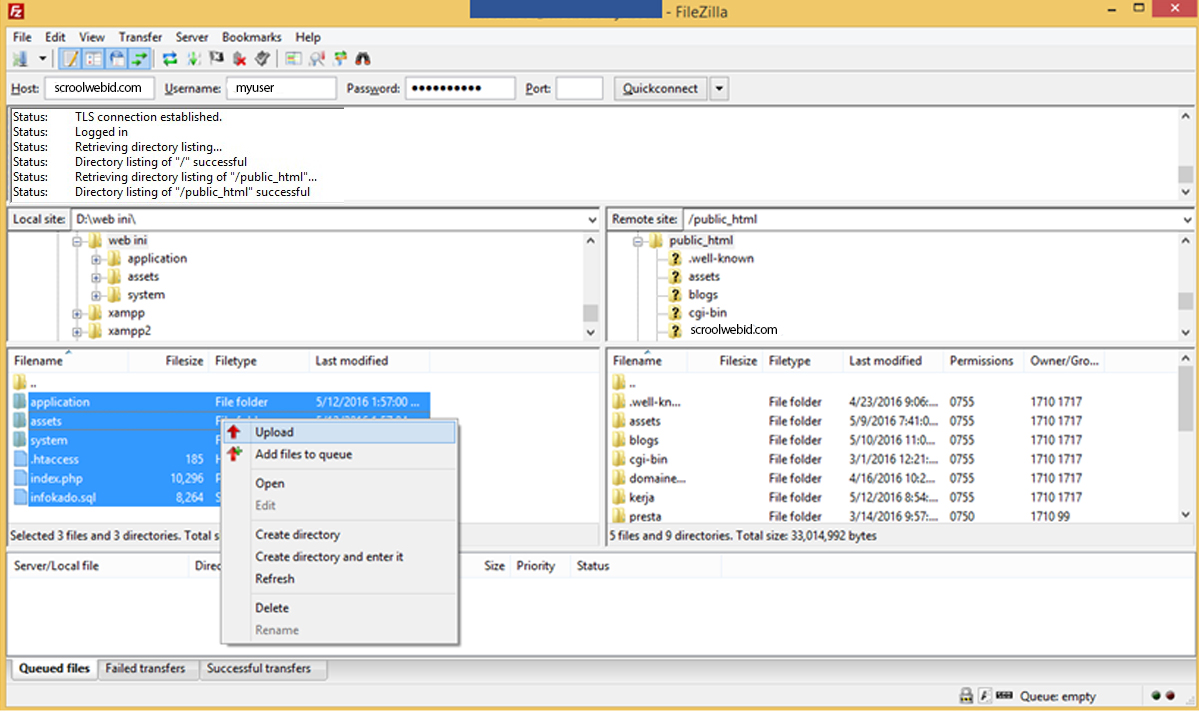 - FileZilla
File Edit View Transfer Server Bookmarks Help
Host: scroolwebid.com Username: myuser Password: •••••••••• Port: Quickconnect
Status: TLS connection established.
Status: Logged in
Status: Retrieving directory listing...
Status: Directory listing of "/" successful
Status: Retrieving directory listing of "/public_html"...
Status: Directory listing of "/public_html" successful
Local site: D:\web ini\
web ini
application
assets
system
xampp
xampp2
Remote site: /public_html
public_html
.well-known
assets
blogs
cgi-bin
scroolwebid.com
Filename Filesize Filetype Last modified
..
application File folder 5/12/2016 1:57:00 ...
assets
system
.htaccess 185
index.php 10,296
infokado.sql 8,264
Selected 3 files and 3 directories. Total s
Upload
Add files to queue
Open
Edit
Create directory
Create directory and enter it
Refresh
Delete
Rename
Filename Filesize Filetype Last modified Permissions Owner/Gro...
..
.well-kn... File folder 4/23/2016 9:06:... 0755 1710 1717
assets File folder 5/9/2016 7:41:0... 0755 1710 1717
blogs File folder 5/10/2016 11:0... 0755 1710 1717
cgi-bin File folder 3/1/2016 12:21:... 0755 1710 1717
domaine... File folder 4/16/2016 10:2... 0755 1710 1717
kerja File folder 5/12/2016 8:54:... 0755 1710 1717
presta File folder 3/14/2016 9:57:... 0750 1710 99
5 files and 9 directories. Total size: 33,014,992 bytes
Server/Local file Direc Size Priority Status
Queued files Failed transfers Successful transfers
Queue: empty